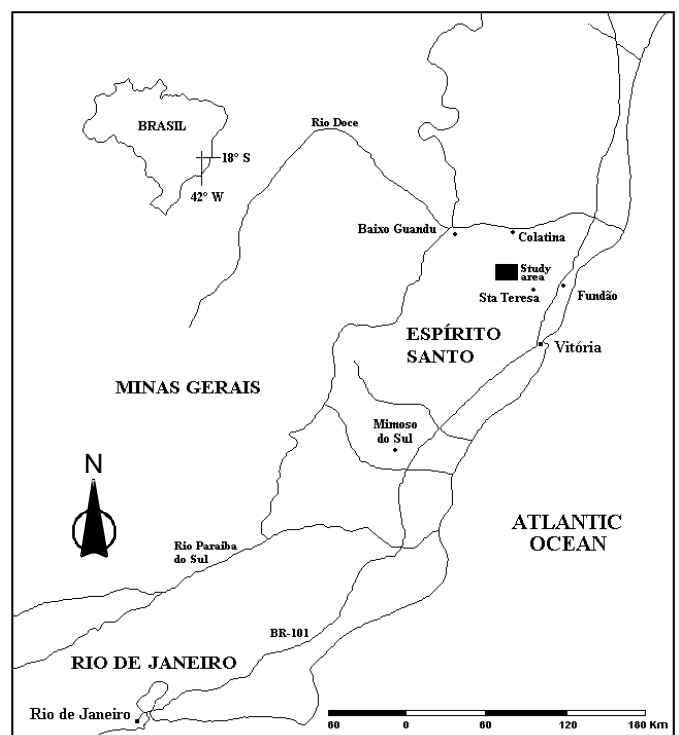 BRASIL
18° S
42° W
Rio Doce
Baixo Guandu
Colatina
Study
area
Sta Teresa
Fundão
ESPÍRITO
SANTO
Vitória
MINAS GERAIS
Mimoso
do Sul
N
ATLANTIC
OCEAN
Rio Paraíba
do Sul
BR-101
RIO DE JANEIRO
Rio de Janeiro
60 0 60 120 180 Km